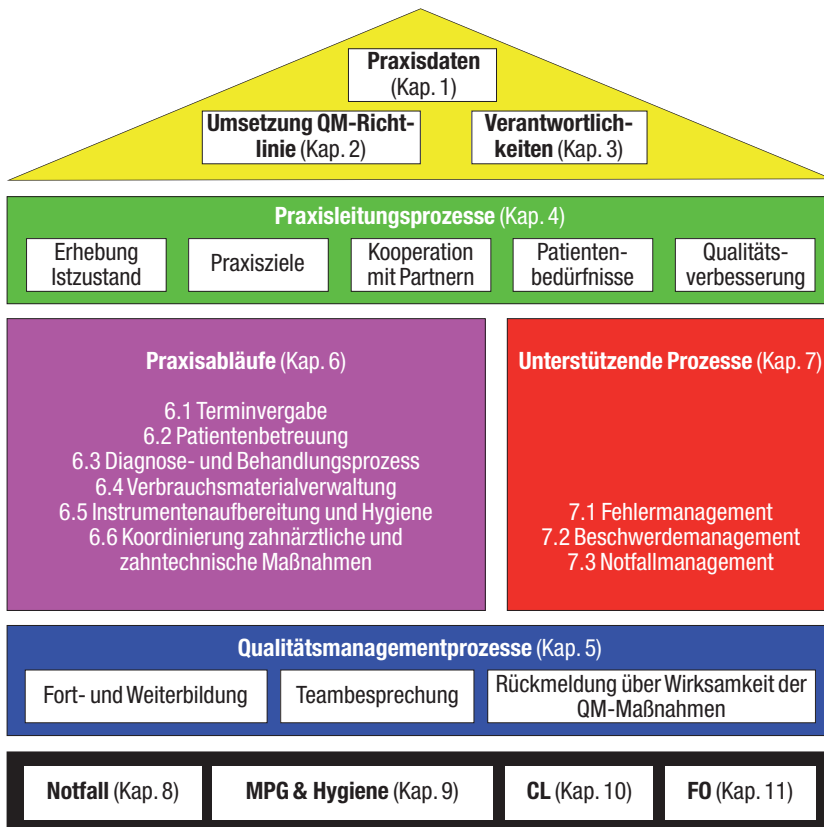 Praxisdaten
(Kap. 1)
Umsetzung QM-Richt-
linie (Kap. 2)
Verantwortlich-
keiten (Kap. 3)
Praxisleitungsprozesse (Kap. 4)
Erhebung
Istzustand
Praxisziele
Kooperation
mit Partnern
Patienten-
bedürfnisse
Qualitäts-
verbesserung
Praxisabläufe (Kap. 6)
6.1 Terminvergabe
6.2 Patientenbetreuung
6.3 Diagnose- und Behandlungsprozess
6.4 Verbrauchsmaterialverwaltung
6.5 Instrumentenaufbereitung und Hygiene
6.6 Koordinierung zahnärztliche und
zahntechnische Maßnahmen
Unterstützende Prozesse (Kap. 7)
7.1 Fehlermanagement
7.2 Beschwerdemanagement
7.3 Notfallmanagement
Qualitätsmanagementprozesse (Kap. 5)
Fort- und Weiterbildung
Teambesprechung
Rückmeldung über Wirksamkeit der
QM-Maßnahmen
Notfall (Kap. 8)
MPG & Hygiene (Kap. 9)
CL (Kap. 10)
FO (Kap. 11)